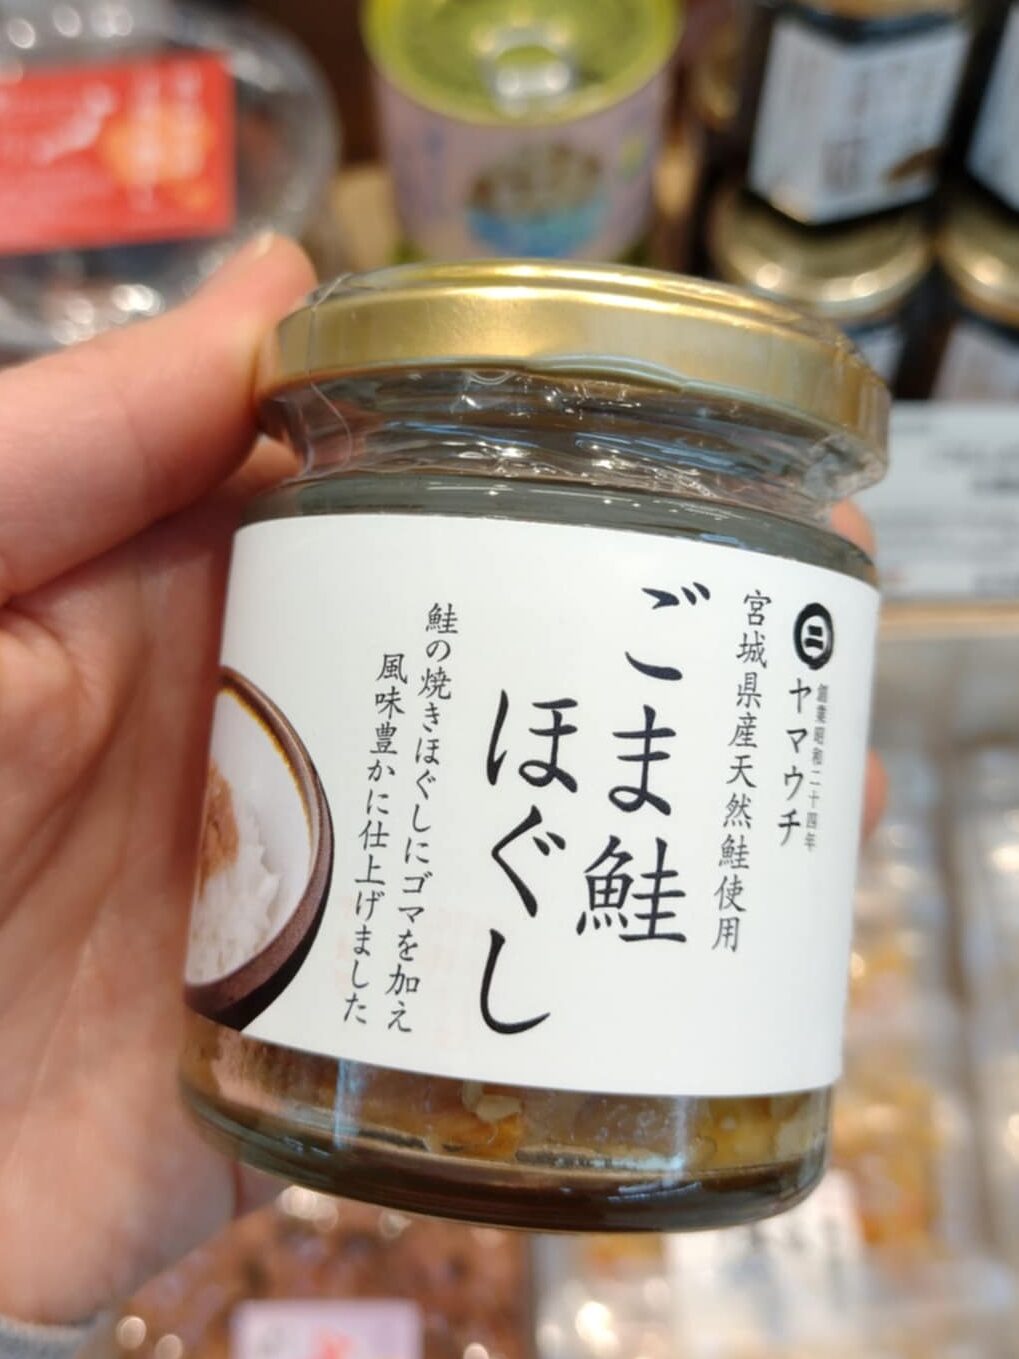 二
創業昭和二十四年
ヤマウチ
宮城県産天然鮭使用
ごま鮭
ほぐし
鮭の焼きほぐしにゴマを加え
風味豊かに仕上げました